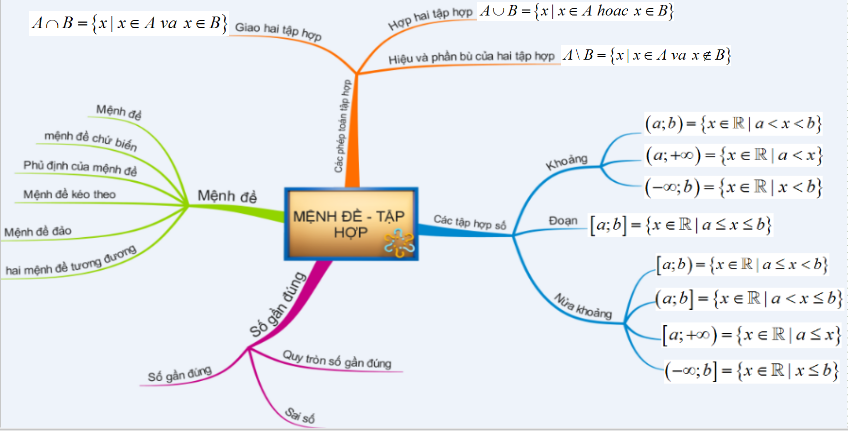 A ∩ B = {x | x ∈ A va x ∈ B}
Giao hai tập hợp
Hợp hai tập hợp
A ∪ B = {x | x ∈ A hoac x ∈ B}
Hiệu và phần bù của hai tập hợp
A \ B = {x | x ∈ A va x ∉ B}
Các phép toán tập hợp
Mệnh đề
mệnh đề chứ biến
Phủ định của mệnh đề
Mệnh đề kéo theo
Mệnh đề đảo
hai mệnh đề tương đương
Mệnh đề
MỆNH ĐỀ - TẬP
HỢP
Các tập hợp số
Khoảng
(a;b) = {x ∈ ℝ | a < x < b}
(a;+∞) = {x ∈ ℝ | a < x}
(−∞;b) = {x ∈ ℝ | x < b}
Đoạn
[a;b] = {x ∈ ℝ | a ≤ x ≤ b}
Nửa khoảng
[a;b) = {x ∈ ℝ | a ≤ x < b}
(a;b] = {x ∈ ℝ | a < x ≤ b}
[a;+∞) = {x ∈ ℝ | a ≤ x}
(−∞;b] = {x ∈ ℝ | x ≤ b}
Số gần đúng
Số gần đúng
Quy tròn số gần đúng
Sai số